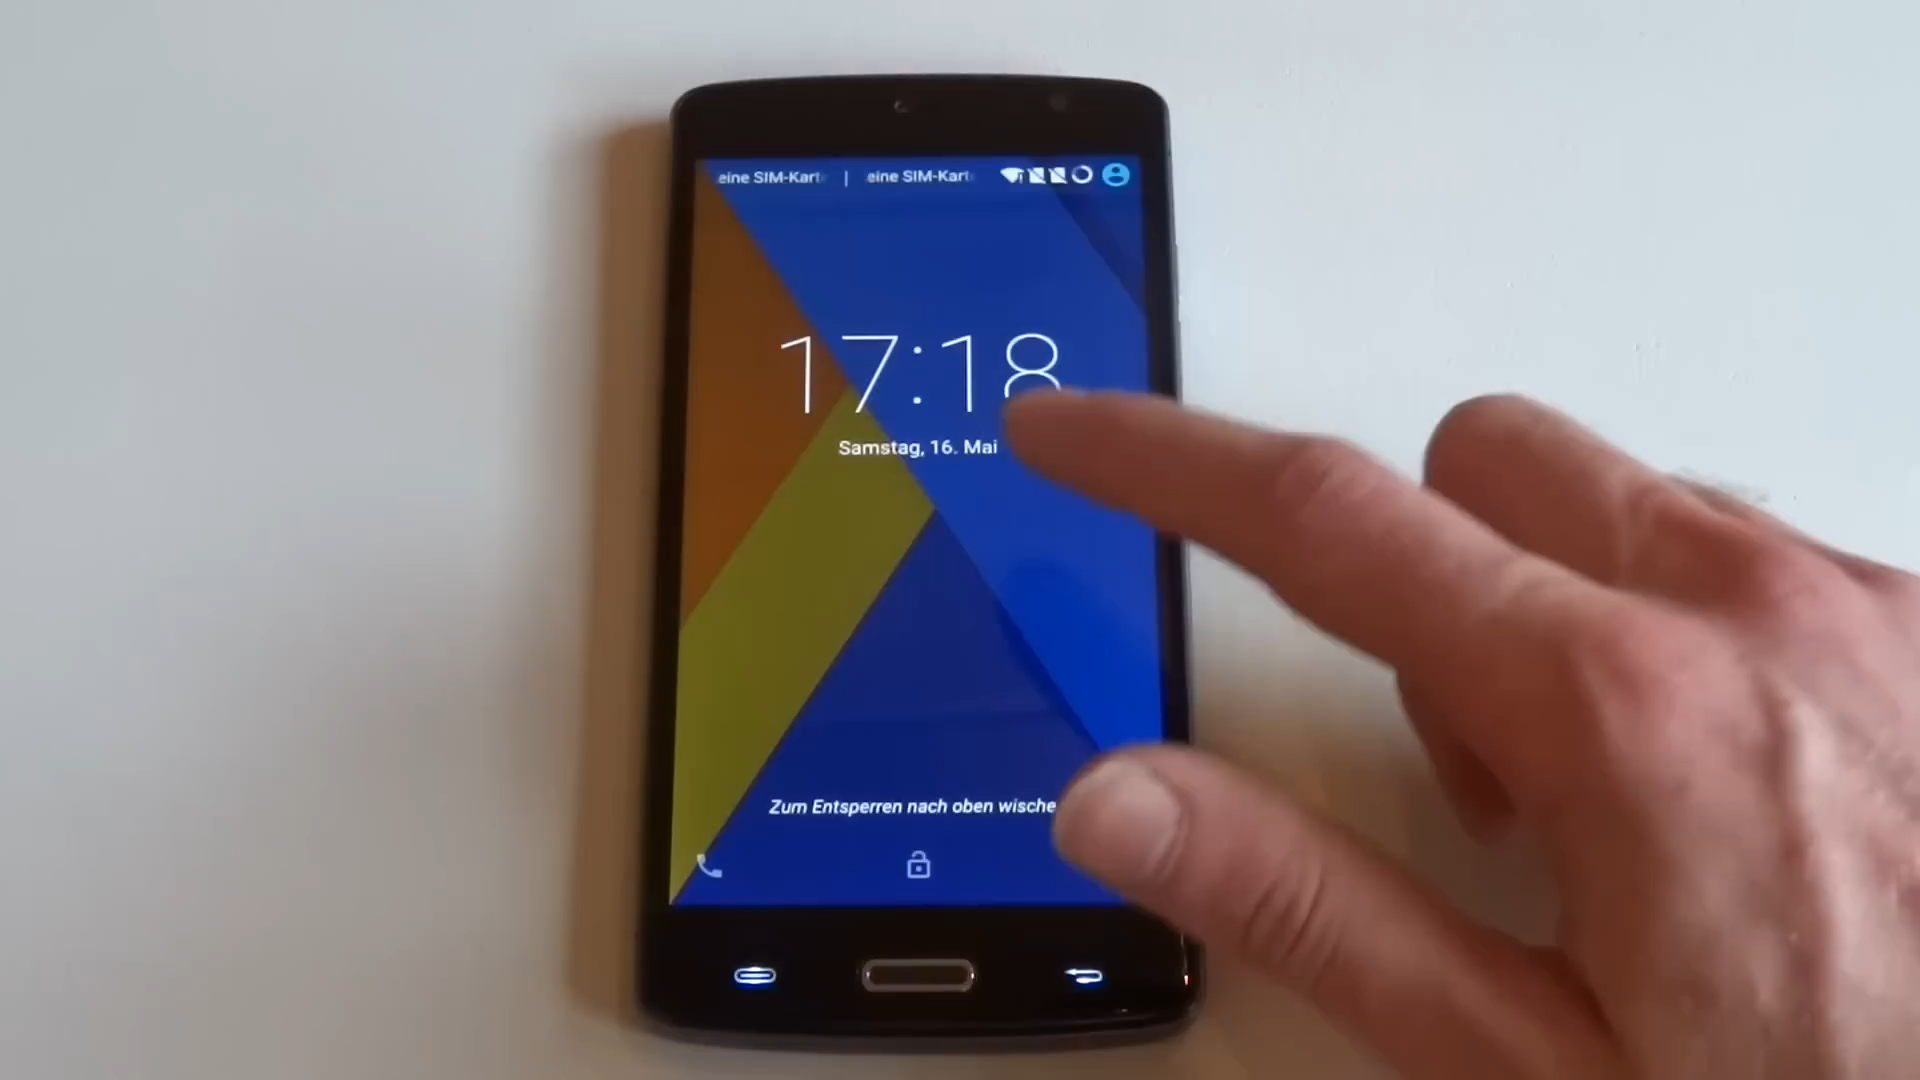 eine SIM-Kart | eine SIM-Kart
17:18
Samstag, 16. Mai
Zum Entsperren nach oben wische